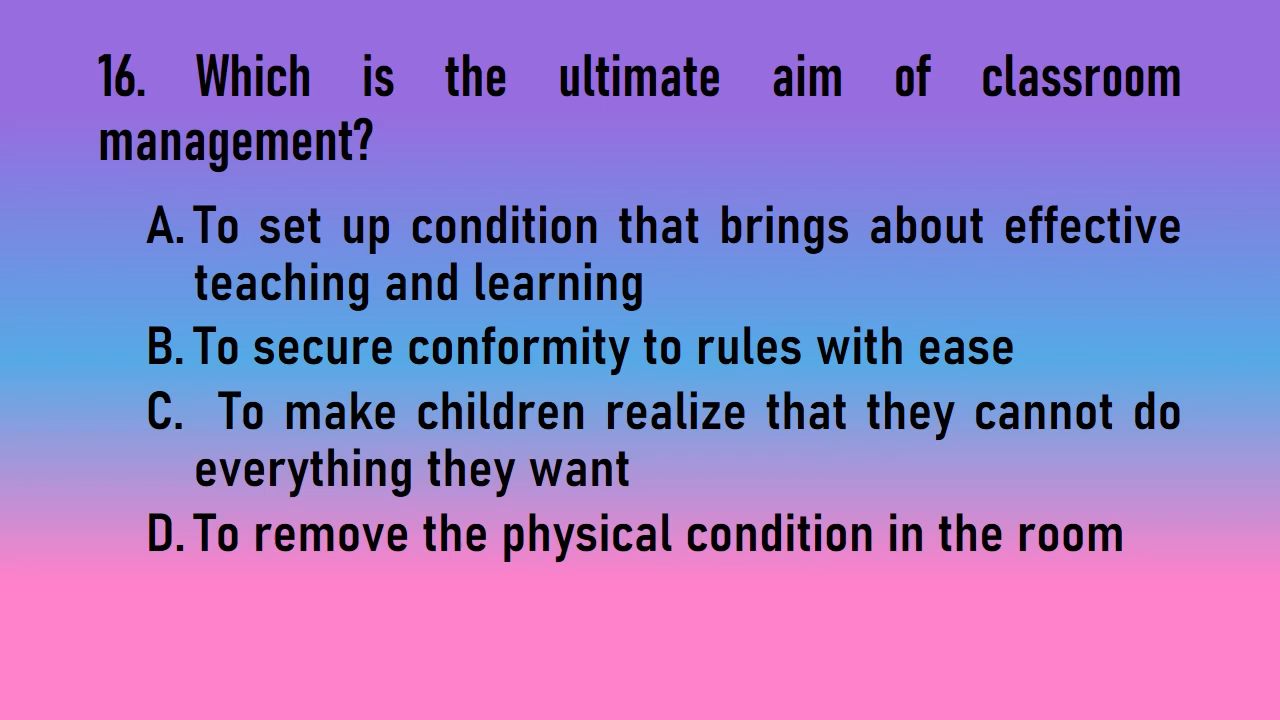 16. Which is the ultimate aim of classroom
management?
A. To set up condition that brings about effective
teaching and learning
B. To secure conformity to rules with ease
C. To make children realize that they cannot do
everything they want
D. To remove the physical condition in the room